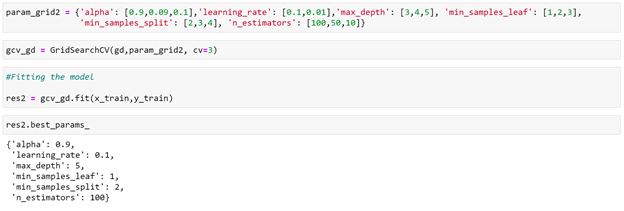 param_grid2 = {'alpha': [0.9,0.09,0.1],'learning_rate': [0.1,0.01],'max_depth': [3,4,5], 'min_samples_leaf': [1,2,3],
'min_samples_split': [2,3,4], 'n_estimators': [100,50,10]}
gcv_gd = GridSearchCV(gd,param_grid2, cv=3)
#Fitting the model
res2 = gcv_gd.fit(x_train,y_train)
res2.best_params_
{'alpha': 0.9,
'learning_rate': 0.1,
'max_depth': 5,
'min_samples_leaf': 1,
'min_samples_split': 2,
'n_estimators': 100}